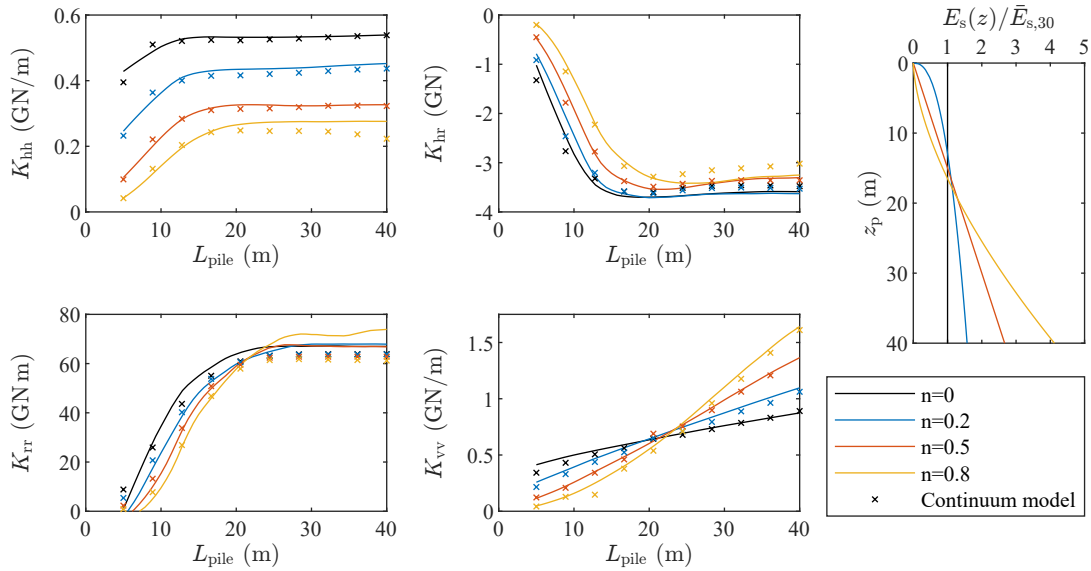 0.6
0.4
0.2
0
K_hh (GN/m)
0 10 20 30 40
L_pile (m)
-0
-1
-2
-3
-4
K_hr (GN)
0 10 20 30 40
L_pile (m)
E_s(z)/Ē_s,30
0 1 2 3 4 5
0
10
20
30
40
z_p (m)
80
60
40
20
0
K_rr (GN m)
0 10 20 30 40
L_pile (m)
1.5
1
0.5
0
K_vv (GN/m)
0 10 20 30 40
L_pile (m)
n=0
n=0.2
n=0.5
n=0.8
Continuum model